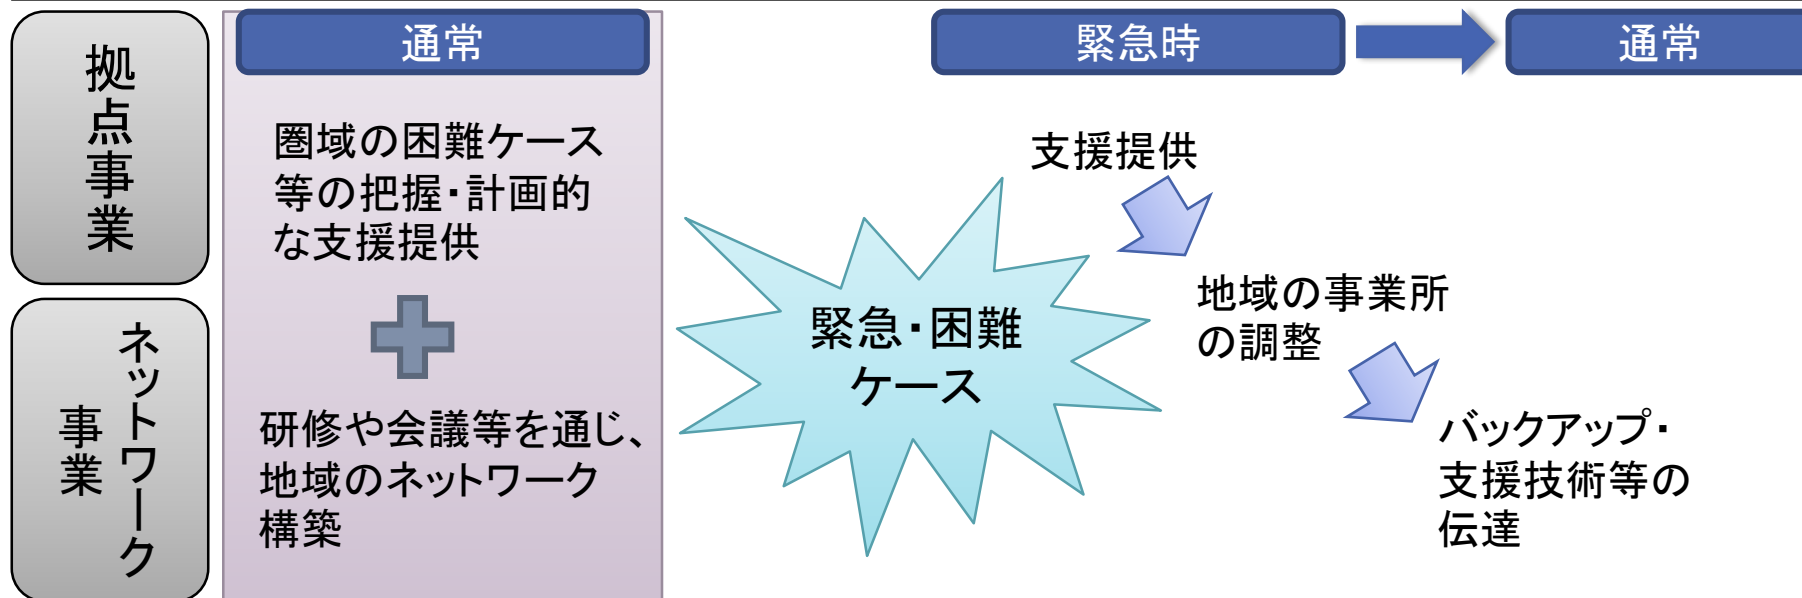 拠点事業
ネットワーク
事業
通常
圏域の困難ケース
等の把握・計画的
な支援提供
研修や会議等を通じ、
地域のネットワーク
構築
緊急・困難
ケース
緊急時
通常
支援提供
地域の事業所
の調整
バックアップ・
支援技術等の
伝達